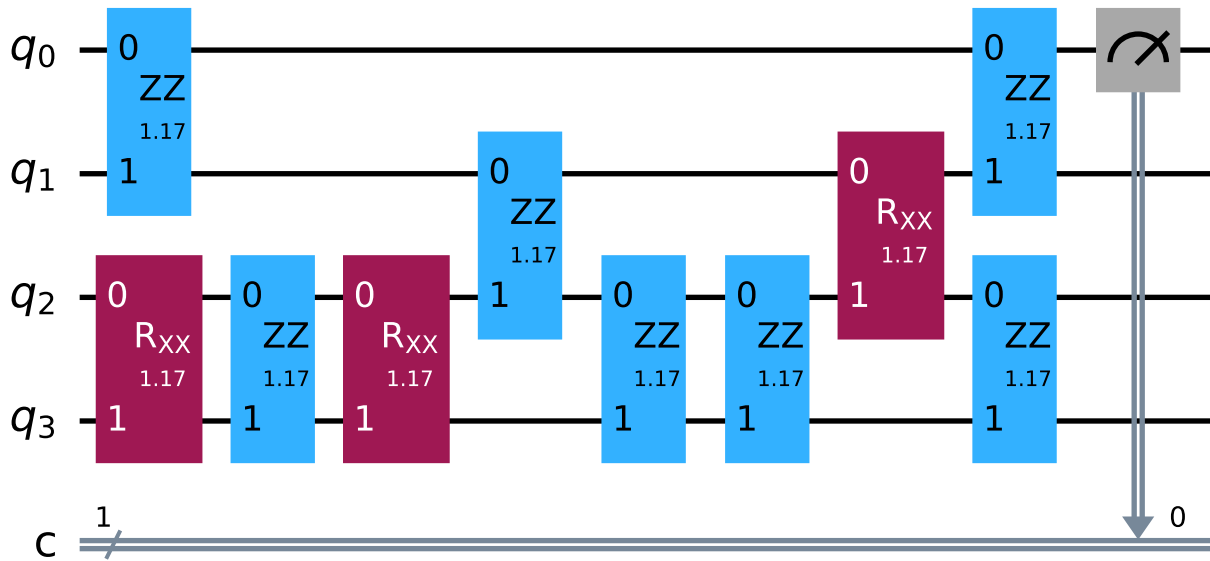 q0 0 0
ZZ ZZ
1.17 1.17
q1 1 0 0 1
ZZ RXX
1.17 1.17
q2 0 0 0 1 0 0 1 0
RXX ZZ RXX ZZ ZZ ZZ
1.17 1.17 1.17 1.17 1.17 1.17
q3 1 1 1 1 1 1
1 0
c